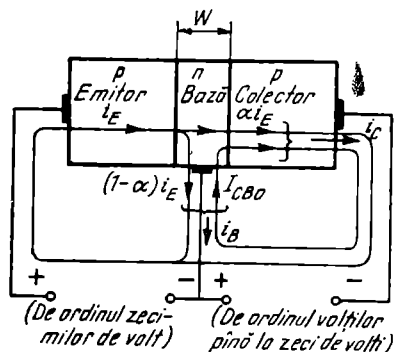 W
p n p
Emitor Bază Colector
i_E αi_E i_C
(1-α)i_E I_CBO
i_B
+ - + -
(De ordinul zeci- (De ordinul volților
milor de volt) pînă la zeci de volți)